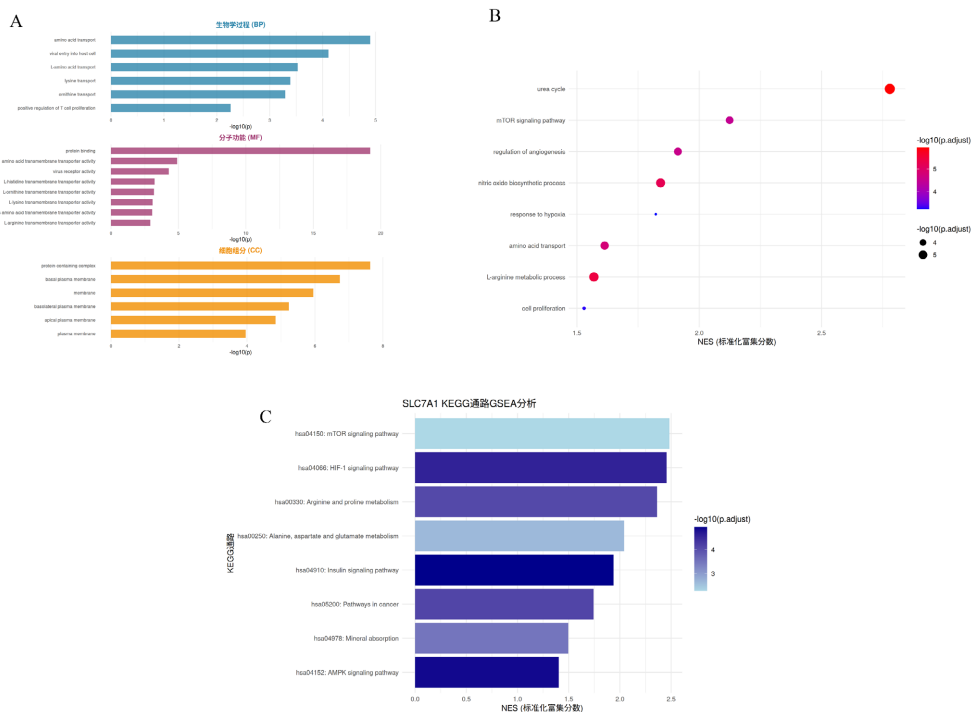 A
生物学过程 (BP)
amino acid transport
viral entry into host cell
L-amino acid transport
lysine transport
ornithine transport
positive regulation of T cell proliferation
0 1 2 3 4 5
-log10(p)
分子功能 (MF)
protein binding
amino acid transmembrane transporter activity
virus receptor activity
L-histidine transmembrane transporter activity
L-ornithine transmembrane transporter activity
L-lysine transmembrane transporter activity
amino acid transmembrane transporter activity
L-arginine transmembrane transporter activity
0 5 10 15 20
-log10(p)
细胞组分 (CC)
protein-containing complex
basal plasma membrane
membrane
basolateral plasma membrane
apical plasma membrane
plasma membrane
0 2 4 6 8
-log10(p)
B
urea cycle
mTOR signaling pathway
regulation of angiogenesis
nitric oxide biosynthetic process
response to hypoxia
amino acid transport
L-arginine metabolic process
cell proliferation
1.5 2.0 2.5
NES (标准化富集分数)
-log10(p.adjust)
5
4
-log10(p.adjust)
4
5
C
SLC7A1 KEGG通路GSEA分析
KEGG通路
hsa04150: mTOR signaling pathway
hsa04066: HIF-1 signaling pathway
hsa00330: Arginine and proline metabolism
hsa00250: Alanine, aspartate and glutamate metabolism
hsa04910: Insulin signaling pathway
hsa05200: Pathways in cancer
hsa04978: Mineral absorption
hsa04152: AMPK signaling pathway
0.0 0.5 1.0 1.5 2.0 2.5
NES (标准化富集分数)
-log10(p.adjust)
4
3